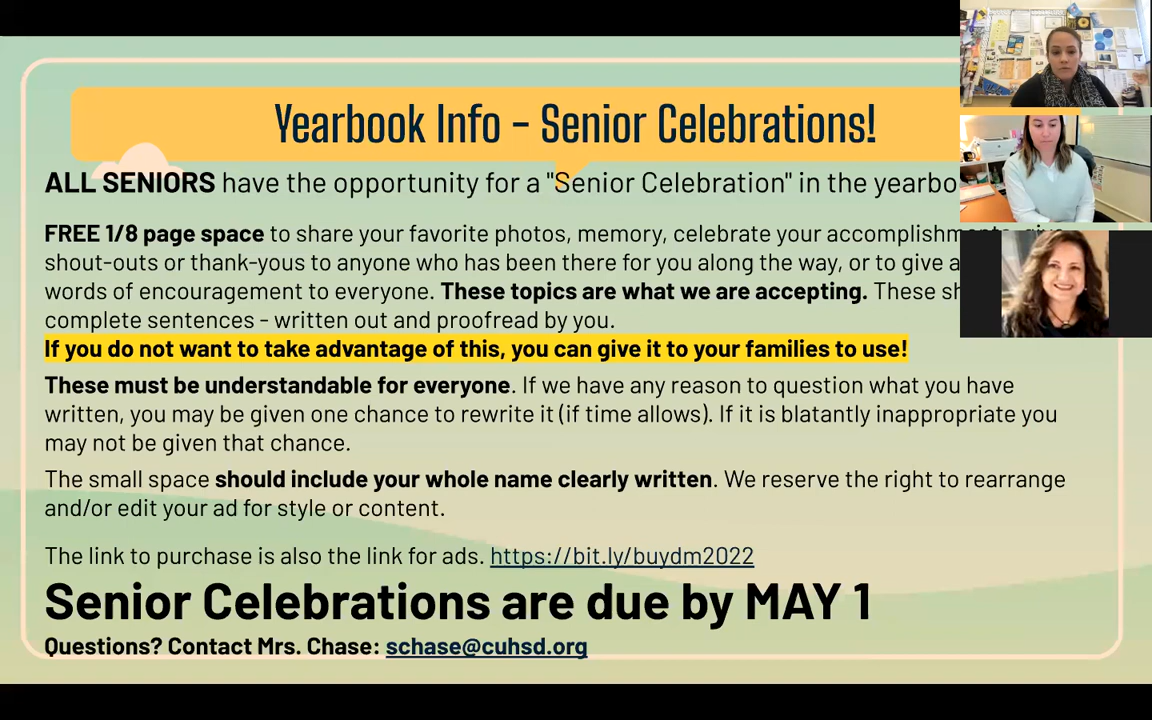 Yearbook Info - Senior Celebrations!
ALL SENIORS have the opportunity for a "Senior Celebration" in the yearbo
FREE 1/8 page space to share your favorite photos, memory, celebrate your accomplishments, give
shout-outs or thank-yous to anyone who has been there for you along the way, or to give a
words of encouragement to everyone. These topics are what we are accepting. These sh
complete sentences - written out and proofread by you.
If you do not want to take advantage of this, you can give it to your families to use!
These must be understandable for everyone. If we have any reason to question what you have
written, you may be given one chance to rewrite it (if time allows). If it is blatantly inappropriate you
may not be given that chance.
The small space should include your whole name clearly written. We reserve the right to rearrange
and/or edit your ad for style or content.
The link to purchase is also the link for ads. https://bit.ly/buydm2022
Senior Celebrations are due by MAY 1
Questions? Contact Mrs. Chase: schase@cuhsd.org